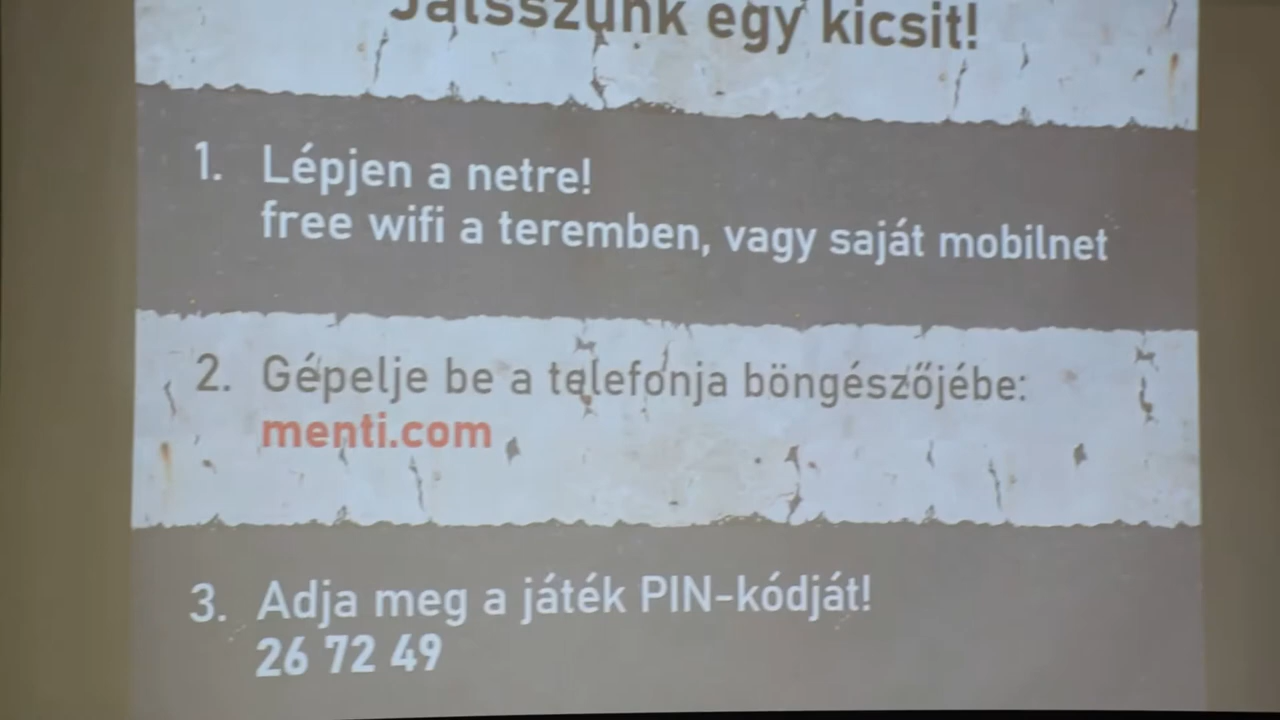 Játsszunk egy kicsit!
1. Lépjen a netre!
free wifi a teremben, vagy saját mobilnet
2. Gépelje be a telefonja böngészőjébe:
menti.com
3. Adja meg a játék PIN-kódját!
26 72 49